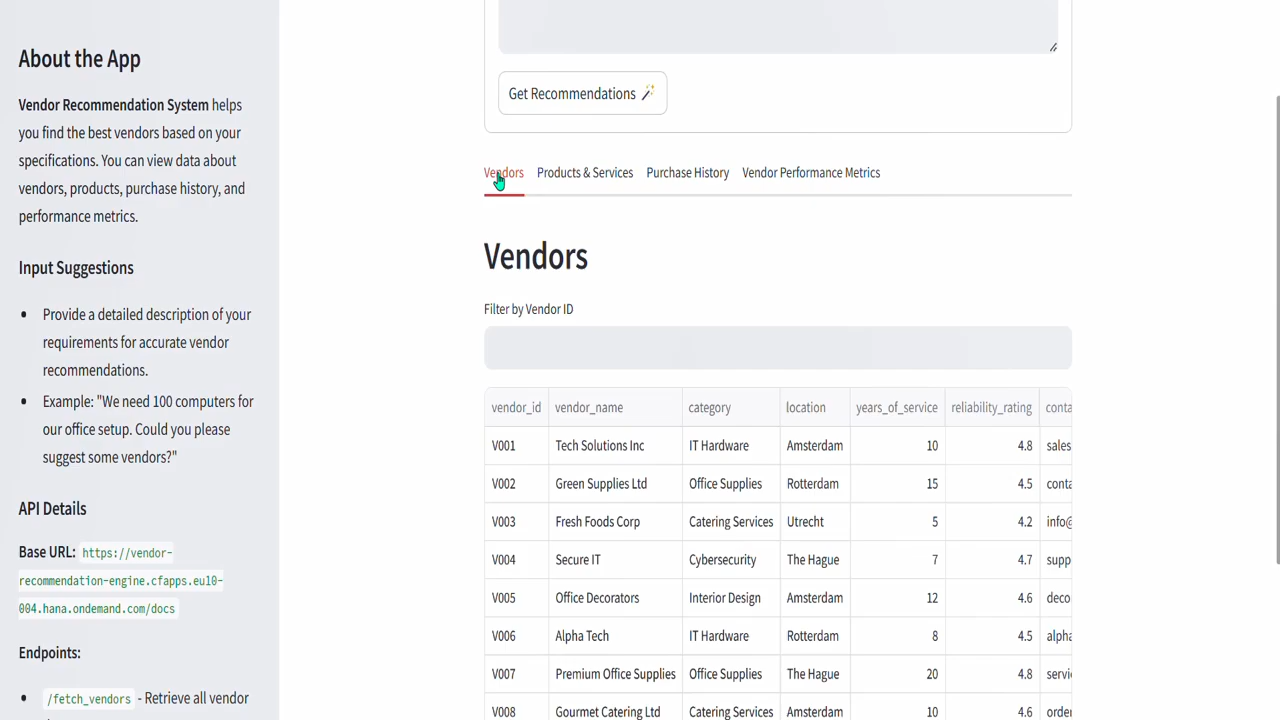 About the App
Vendor Recommendation System helps
you find the best vendors based on your
specifications. You can view data about
vendors, products, purchase history, and
performance metrics.
Input Suggestions
Provide a detailed description of your
requirements for accurate vendor
recommendations.
Example: "We need 100 computers for
our office setup. Could you please
suggest some vendors?"
API Details
Base URL: https://vendor-
recommendation-engine.cfapps.eu10-
004.hana.ondemand.com/docs
Endpoints:
/fetch_vendors - Retrieve all vendor
Get Recommendations
Vendors Products & Services Purchase History Vendor Performance Metrics
Vendors
Filter by Vendor ID
vendor_id vendor_name category location years_of_service reliability_rating conta
V001 Tech Solutions Inc IT Hardware Amsterdam 10 4.8 sales
V002 Green Supplies Ltd Office Supplies Rotterdam 15 4.5 conta
V003 Fresh Foods Corp Catering Services Utrecht 5 4.2 info@
V004 Secure IT Cybersecurity The Hague 7 4.7 supp
V005 Office Decorators Interior Design Amsterdam 12 4.6 deco
V006 Alpha Tech IT Hardware Rotterdam 8 4.5 alpha
V007 Premium Office Supplies Office Supplies The Hague 20 4.8 servi
V008 Gourmet Catering Ltd Catering Services Amsterdam 10 4.6 order